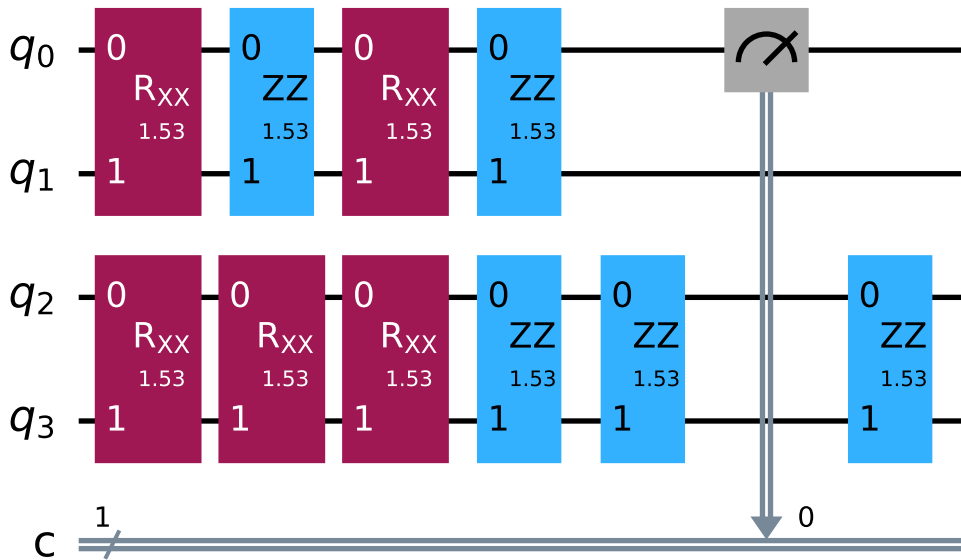 q0 0 0 0 0
RXX ZZ RXX ZZ
1.53 1.53 1.53 1.53
q1 1 1 1 1
q2 0 0 0 0 0 0
RXX RXX RXX ZZ ZZ ZZ
1.53 1.53 1.53 1.53 1.53 1.53
q3 1 1 1 1 1 1
1 0
c